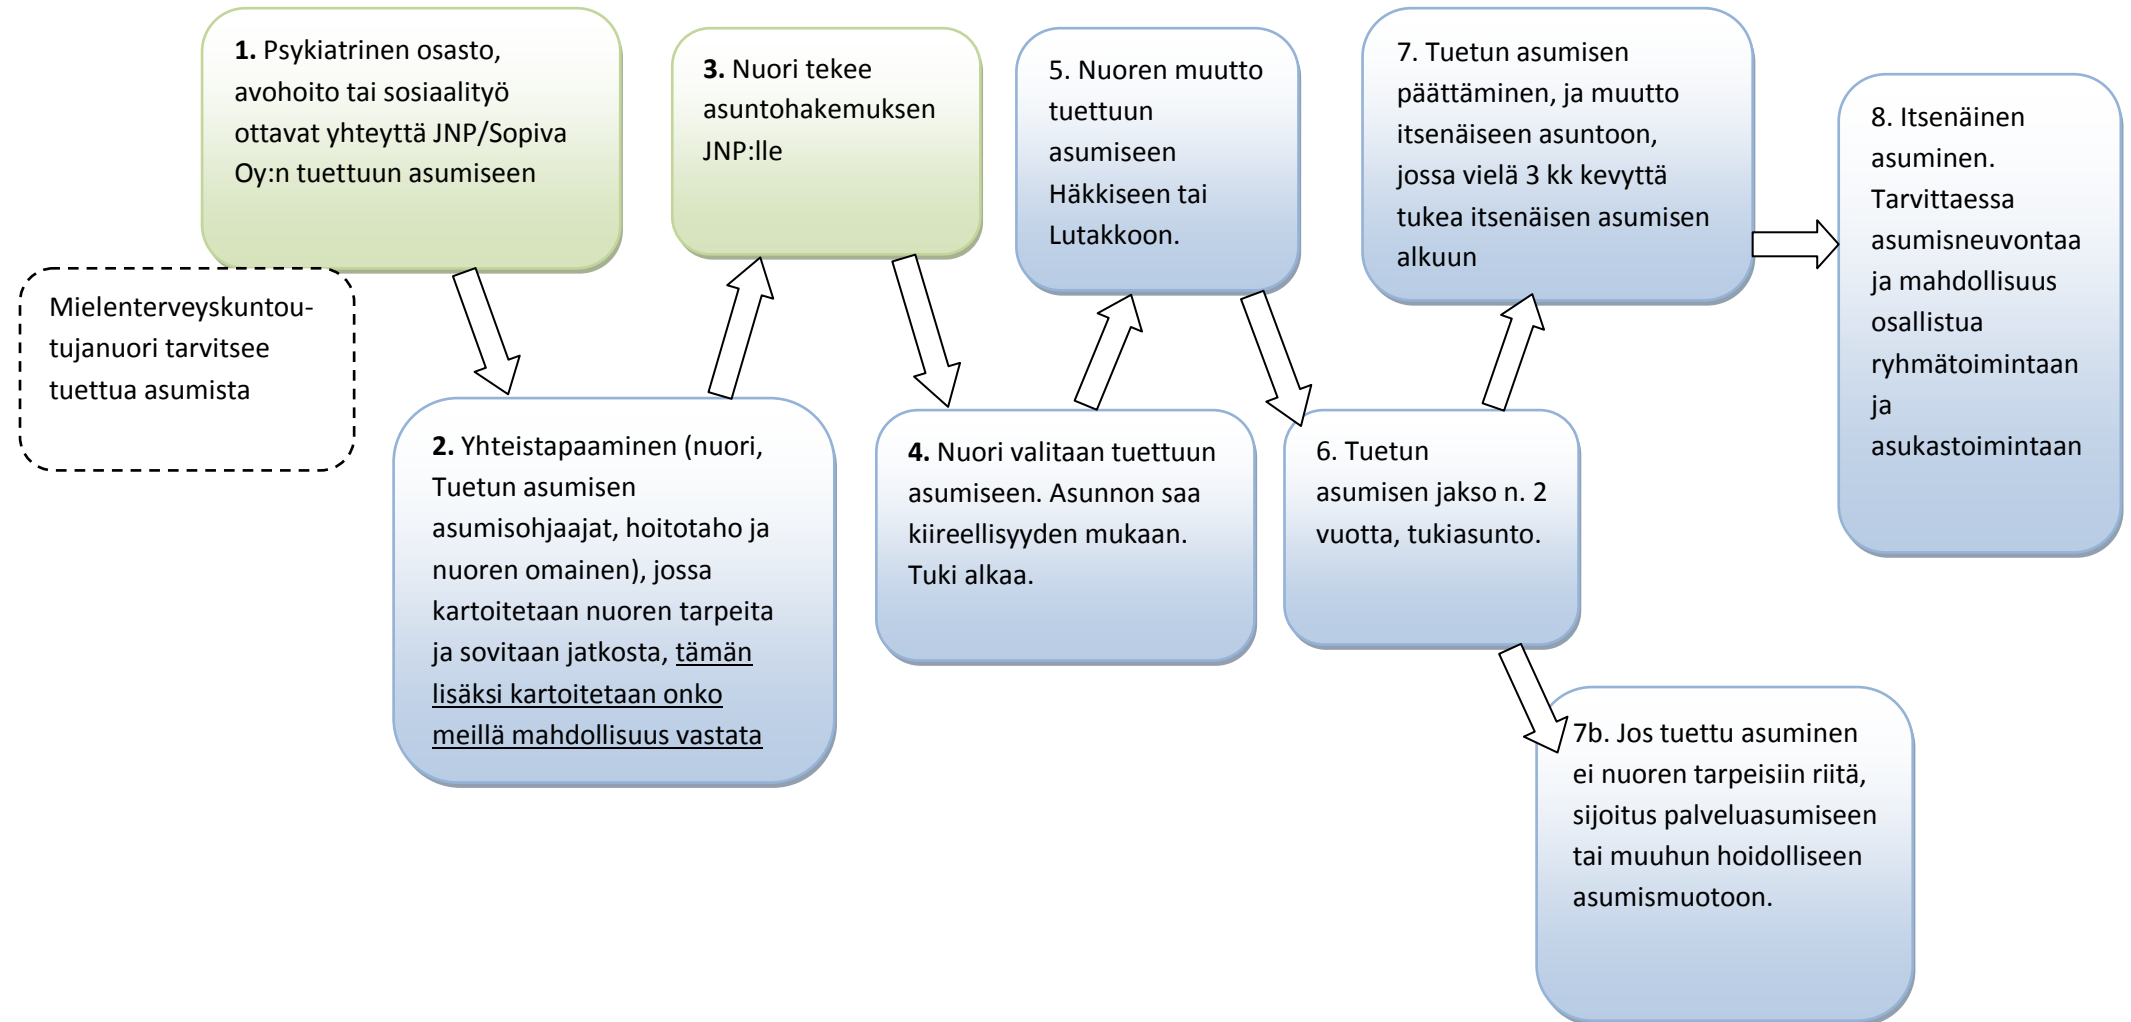 1. Psykiatrinen osasto,
avohoito tai sosiaalityö
ottavat yhteyttä JNP/Sopiva
Oy:n tuettuun asumiseen
Mielenterveyskuntou-
tujanuori tarvitsee
tuettua asumista
2. Yhteistapaaminen (nuori,
Tuetun asumisen
asumisohjaajat, hoitotaho ja
nuoren omainen), jossa
kartoitetaan nuoren tarpeita
ja sovitaan jatkosta, tämän
lisäksi kartoitetaan onko
meillä mahdollisuus vastata
3. Nuori tekee
asuntohakemuksen
JNP:lle
4. Nuori valitaan tuettuun
asumiseen. Asunnon saa
kiireellisyyden mukaan.
Tuki alkaa.
5. Nuoren muutto
tuettuun
asumiseen
Häkkiseen tai
Lutakkoon.
6. Tuetun
asumisen jakso n. 2
vuotta, tukiasunto.
7. Tuetun asumisen
päättäminen, ja muutto
itsenäiseen asuntoon,
jossa vielä 3 kk kevyttä
tukea itsenäisen asumisen
alkuun
7b. Jos tuettu asuminen
ei nuoren tarpeisiin riitä,
sijoitus palveluasumiseen
tai muuhun hoidolliseen
asumismuotoon.
8. Itsenäinen
asuminen.
Tarvittaessa
asumisneuvontaa
ja mahdollisuus
osallistua
ryhmätoimintaan
ja
asukastoimintaan